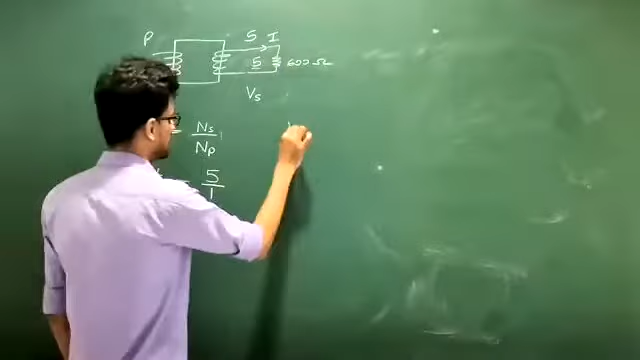 P S I
5 600 Ω
Vs
= Ns
Np
= 5
1